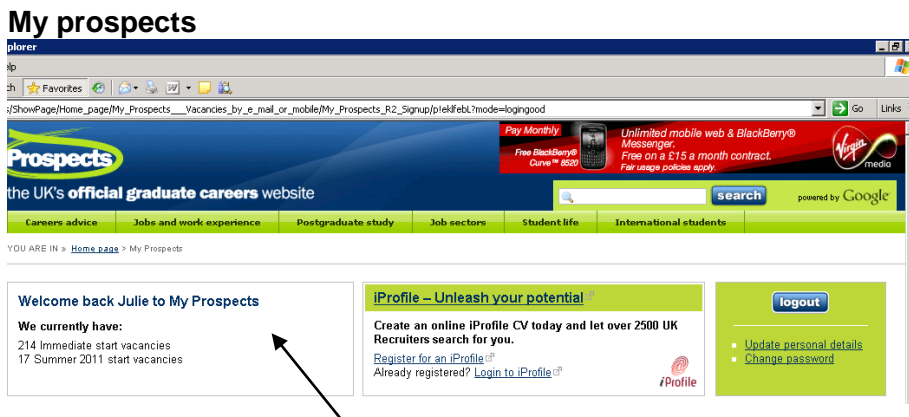 My prospects
plorer
elp
ch Favorites
s/ShowPage/Home_page/My_Prospects___Vacancies_by_e_mail_or_mobile/My_Prospects_R2_Signup/p!eklfebL?mode=logingood Go Links
Pay Monthly
Free BlackBerry®
Curve™ 8520
Unlimited mobile web & BlackBerry®
Messenger.
Free on a £15 a month contract.
Fair usage policies apply.
Virgin
media
Prospects
the UK's official graduate careers website
search powered by Google
Careers advice Jobs and work experience Postgraduate study Job sectors Student life International students
YOU ARE IN » Home page > My Prospects
Welcome back Julie to My Prospects
We currently have:
214 Immediate start vacancies
17 Summer 2011 start vacancies
iProfile – Unleash your potential
Create an online iProfile CV today and let over 2500 UK
Recruiters search for you.
Register for an iProfile
Already registered? Login to iProfile
iProfile
logout
Update personal details
Change password